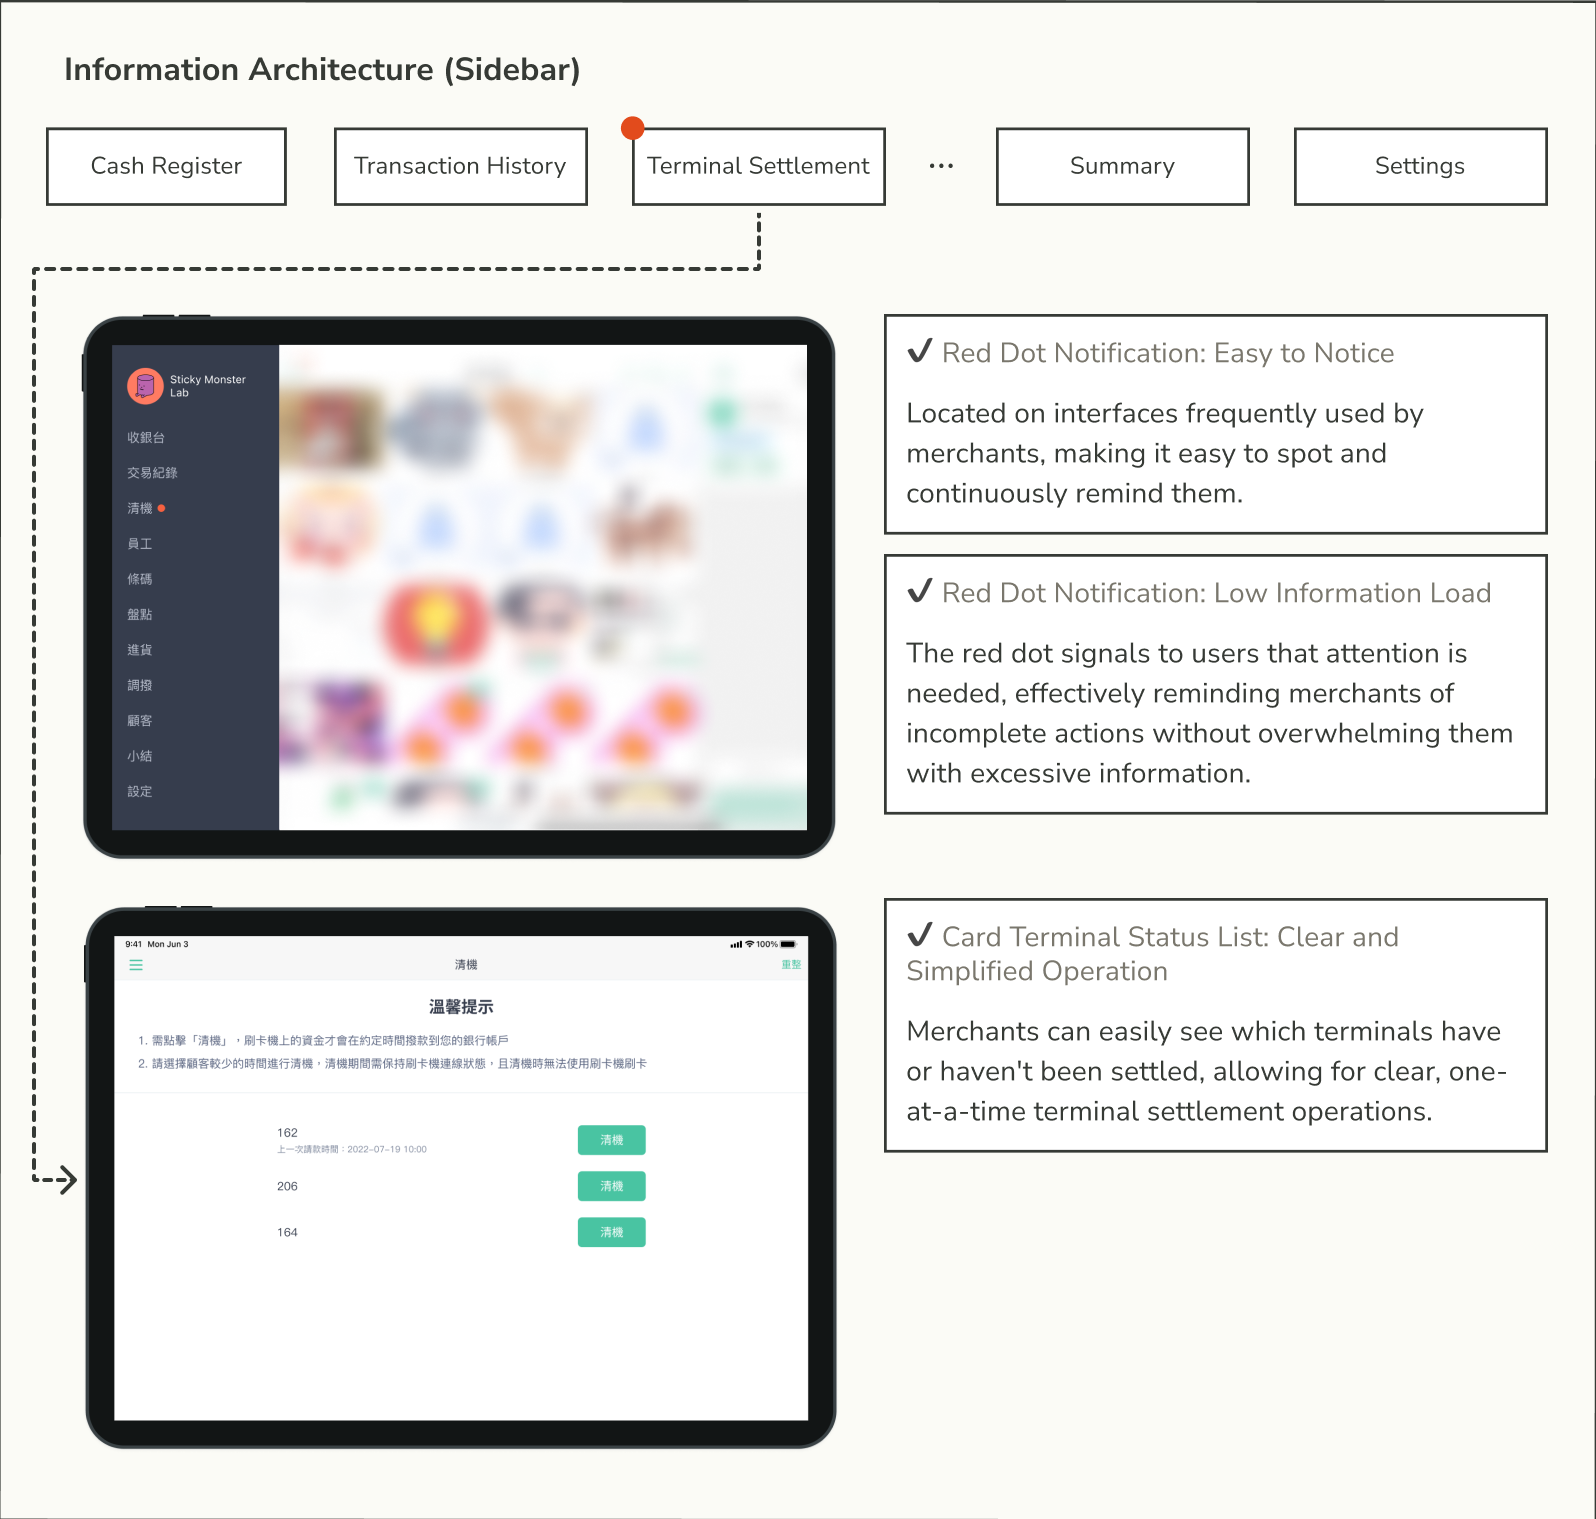 Information Architecture (Sidebar)
Cash Register
Transaction History
Terminal Settlement
...
Summary
Settings
Sticky Monster
Lab
收銀台
交易紀錄
清機
員工
條碼
盤點
進貨
調撥
顧客
小結
設定
✓ Red Dot Notification: Easy to Notice
Located on interfaces frequently used by
merchants, making it easy to spot and
continuously remind them.
✓ Red Dot Notification: Low Information Load
The red dot signals to users that attention is
needed, effectively reminding merchants of
incomplete actions without overwhelming them
with excessive information.
9:41 Mon Jun 3
100%
清機
重整
溫馨提示
1. 需點擊「清機」，刷卡機上的資金才會在約定時間撥款到您的銀行帳戶
2. 請選擇顧客較少的時間進行清機，清機期間需保持刷卡機連線狀態，且清機時無法使用刷卡機刷卡
162
上一次請款時間：2022-07-19 10:00
清機
206
清機
164
清機
✓ Card Terminal Status List: Clear and
Simplified Operation
Merchants can easily see which terminals have
or haven't been settled, allowing for clear, one-
at-a-time terminal settlement operations.